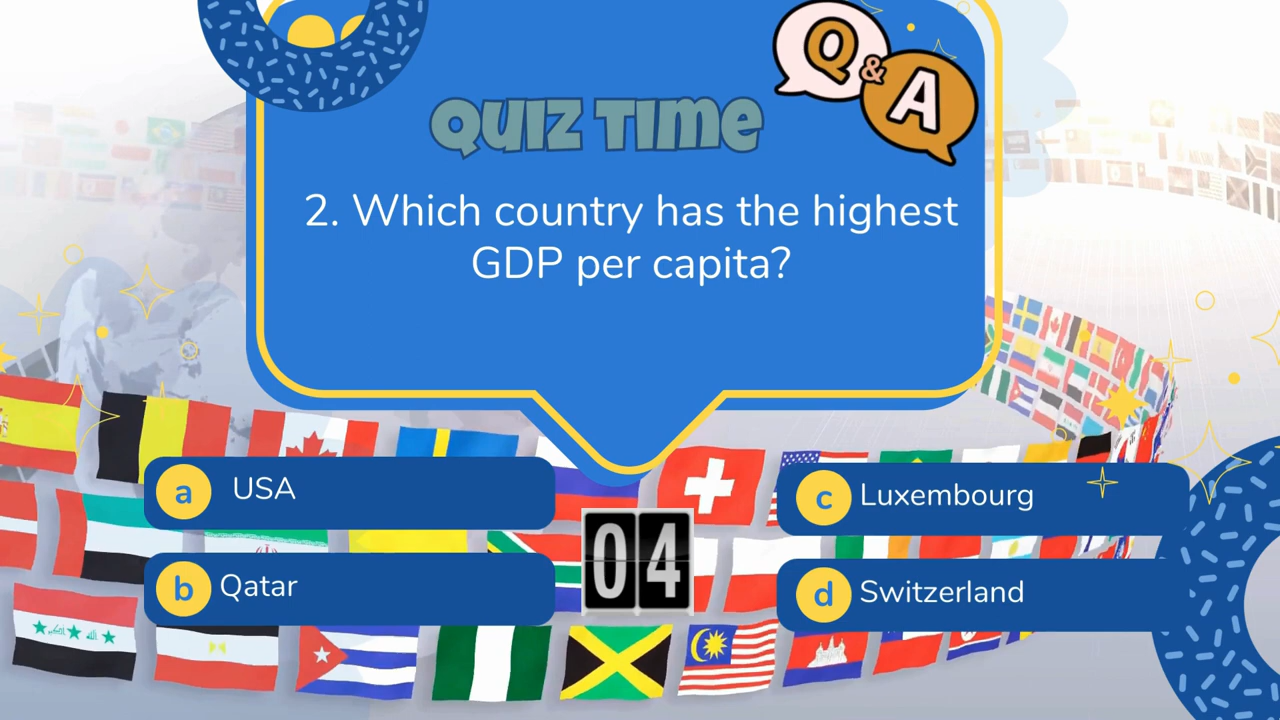 Q & A
QUIZ TIME
2. Which country has the highest
GDP per capita?
a USA
c Luxembourg
04
b Qatar
d Switzerland